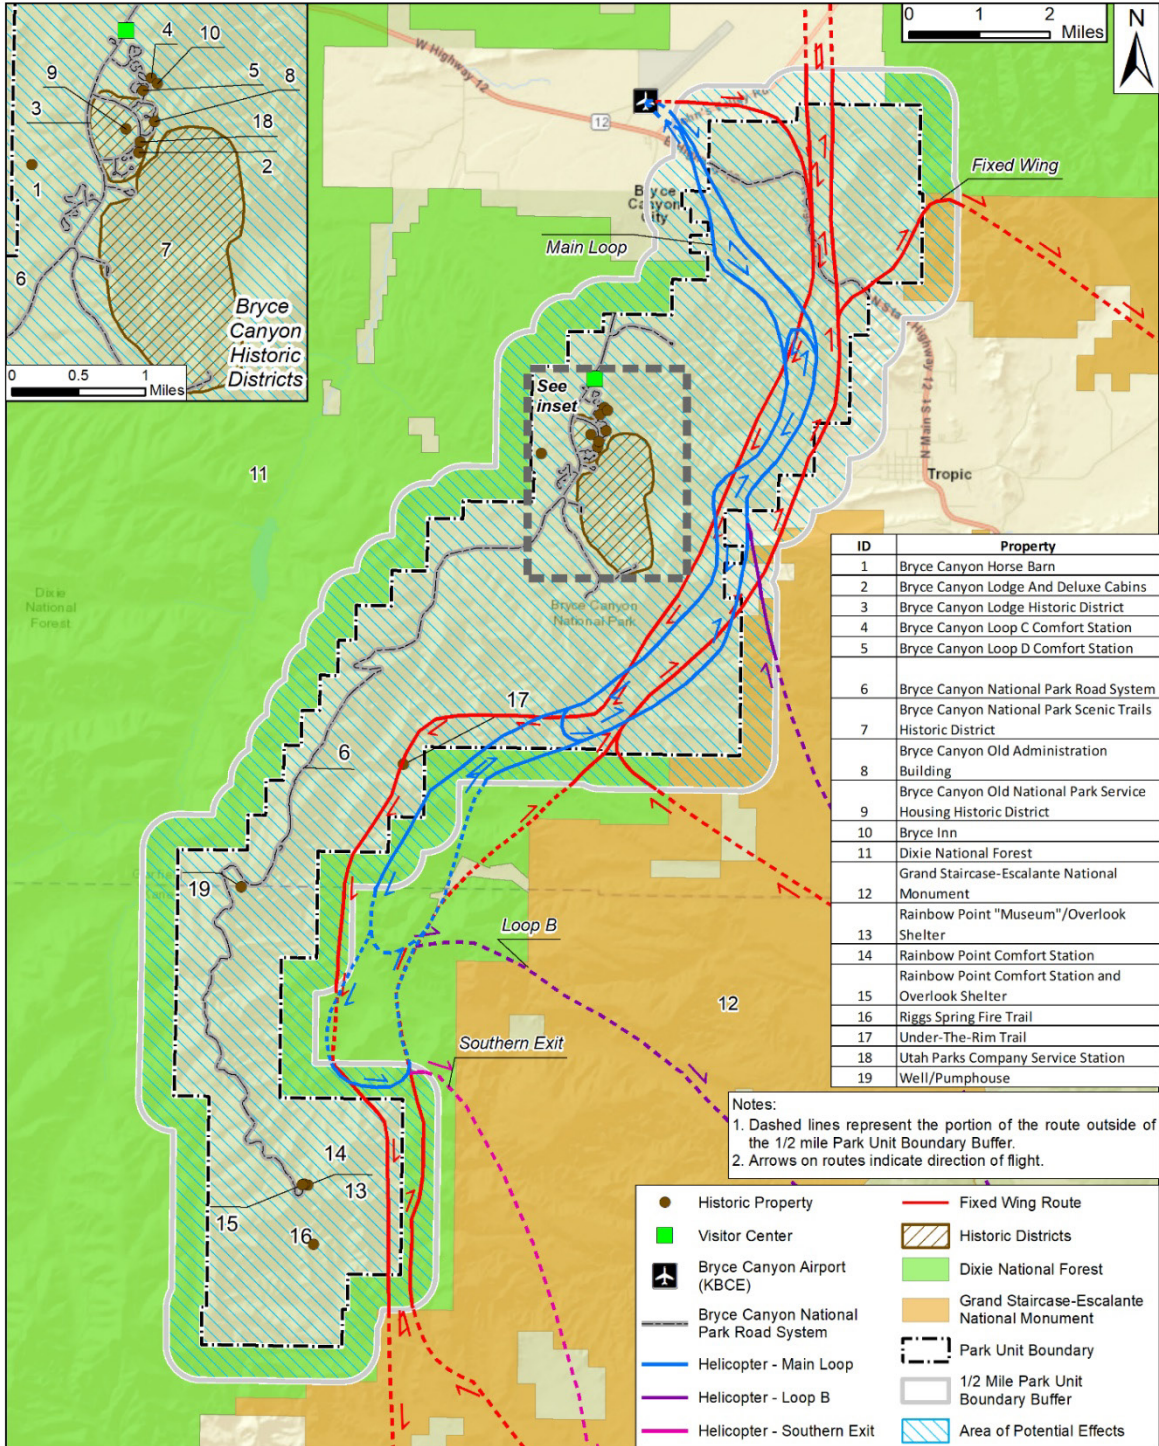 4
10
9
5
8
3
18
2
1
7
6
Bryce
Canyon
Historic
Districts
0 0.5 1
Miles
0 1 2
Miles
N
W Highway 12
12
Bryce
Canyon
City
Main Loop
Fixed Wing
See
inset
11
N Main St
Highway 12
Tropic
Dixie
National
Forest
Bryce Canyon
National Park
17
6
19
Loop B
12
Southern Exit
14
13
15
16
ID Property
1 Bryce Canyon Horse Barn
2 Bryce Canyon Lodge And Deluxe Cabins
3 Bryce Canyon Lodge Historic District
4 Bryce Canyon Loop C Comfort Station
5 Bryce Canyon Loop D Comfort Station
6 Bryce Canyon National Park Road System
Bryce Canyon National Park Scenic Trails
7 Historic District
Bryce Canyon Old Administration
8 Building
Bryce Canyon Old National Park Service
9 Housing Historic District
10 Bryce Inn
11 Dixie National Forest
Grand Staircase-Escalante National
12 Monument
Rainbow Point "Museum"/Overlook
13 Shelter
14 Rainbow Point Comfort Station
Rainbow Point Comfort Station and
15 Overlook Shelter
16 Riggs Spring Fire Trail
17 Under-The-Rim Trail
18 Utah Parks Company Service Station
19 Well/Pumphouse
Notes:
1. Dashed lines represent the portion of the route outside of
the 1/2 mile Park Unit Boundary Buffer.
2. Arrows on routes indicate direction of flight.
Historic Property
Visitor Center
Bryce Canyon Airport
(KBCE)
Bryce Canyon National
Park Road System
Helicopter - Main Loop
Helicopter - Loop B
Helicopter - Southern Exit
Fixed Wing Route
Historic Districts
Dixie National Forest
Grand Staircase-Escalante
National Monument
Park Unit Boundary
1/2 Mile Park Unit
Boundary Buffer
Area of Potential Effects